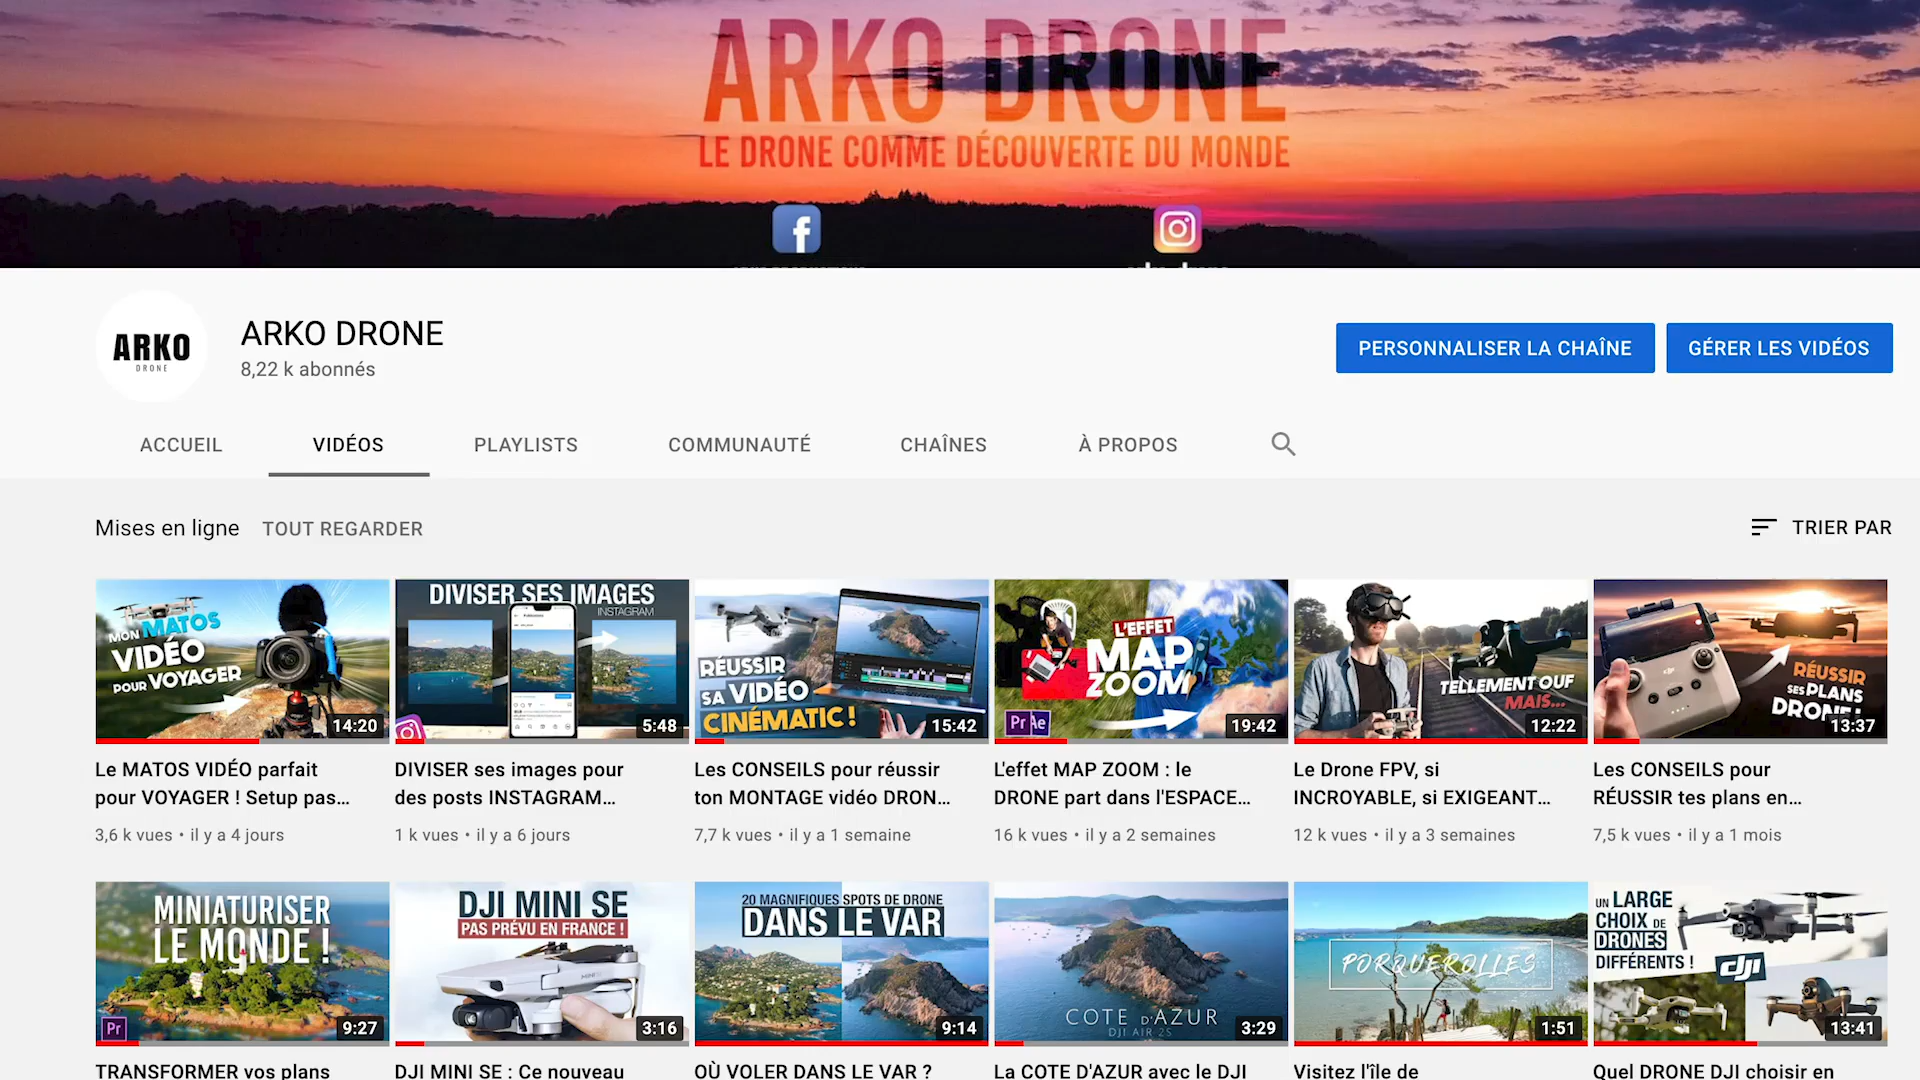 ARKO DRONE
LE DRONE COMME DÉCOUVERTE DU MONDE
ARKO
DRONE
ARKO DRONE
8,22 k abonnés
PERSONNALISER LA CHAÎNE
GÉRER LES VIDÉOS
ACCUEIL
VIDÉOS
PLAYLISTS
COMMUNAUTÉ
CHAÎNES
À PROPOS
Mises en ligne
TOUT REGARDER
TRIER PAR
MON MATOS
VIDÉO
POUR VOYAGER
14:20
DIVISER SES IMAGES
INSTAGRAM
5:48
RÉUSSIR
SA VIDÉO
CINÉMATIC !
15:42
L'EFFET
MAP
ZOOM
Pr Ae
19:42
TELLEMENT OUF
MAIS...
12:22
RÉUSSIR
SES PLANS
DRONE !
13:37
Le MATOS VIDÉO parfait
pour VOYAGER ! Setup pas...
3,6 k vues • il y a 4 jours
DIVISER ses images pour
des posts INSTAGRAM...
1 k vues • il y a 6 jours
Les CONSEILS pour réussir
ton MONTAGE vidéo DRON...
7,7 k vues • il y a 1 semaine
L'effet MAP ZOOM : le
DRONE part dans l'ESPACE...
16 k vues • il y a 2 semaines
Le Drone FPV, si
INCROYABLE, si EXIGEANT...
12 k vues • il y a 3 semaines
Les CONSEILS pour
RÉUSSIR tes plans en...
7,5 k vues • il y a 1 mois
MINIATURISER
LE MONDE !
Pr
9:27
DJI MINI SE
PAS PRÉVU EN FRANCE !
3:16
20 MAGNIFIQUES SPOTS DE DRONE
DANS LE VAR
9:14
COTE D'AZUR
DJI AIR 2S
3:29
PORQUEROLLES
1:51
UN LARGE
CHOIX DE
DRONES
DIFFÉRENTS !
dji
13:41
TRANSFORMER vos plans
DJI MINI SE : Ce nouveau
OÙ VOLER DANS LE VAR ?
La COTE D'AZUR avec le DJI
Visitez l'île de
Quel DRONE DJI choisir en